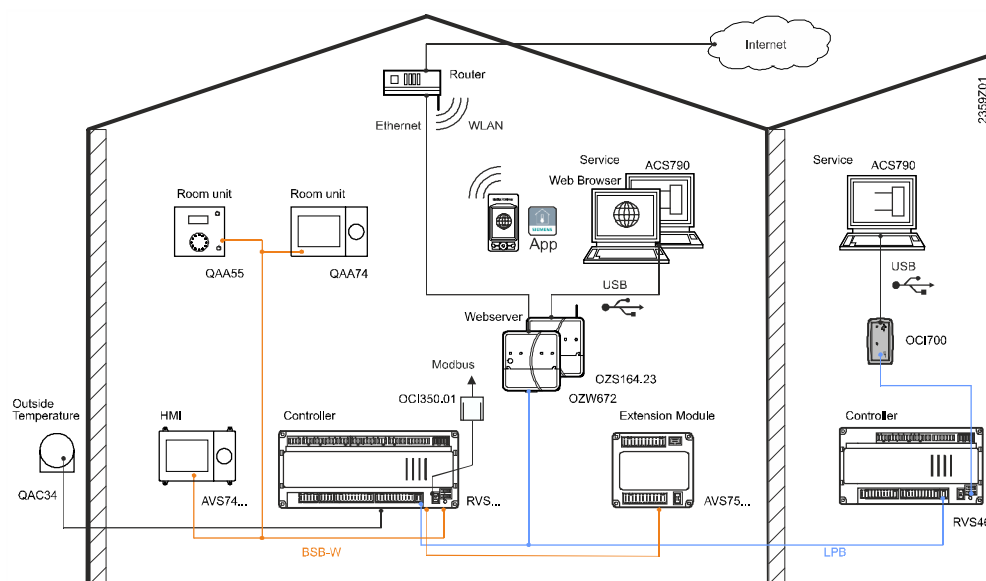 Internet
Router
Ethernet
WLAN
2359Z01
Service
ACS790
Web Browser
Service
ACS790
Room unit
Room unit
SIEMENS
App
QAA55
QAA74
USB
USB
Webserver
OCI700
Modbus
OZS164.23
OCI350.01
OZW672
Outside
Temperature
HMI
Controller
Extension Module
Controller
QAC34
AVS74...
RVS...
AVS75...
RVS46
BSB-W
LPB